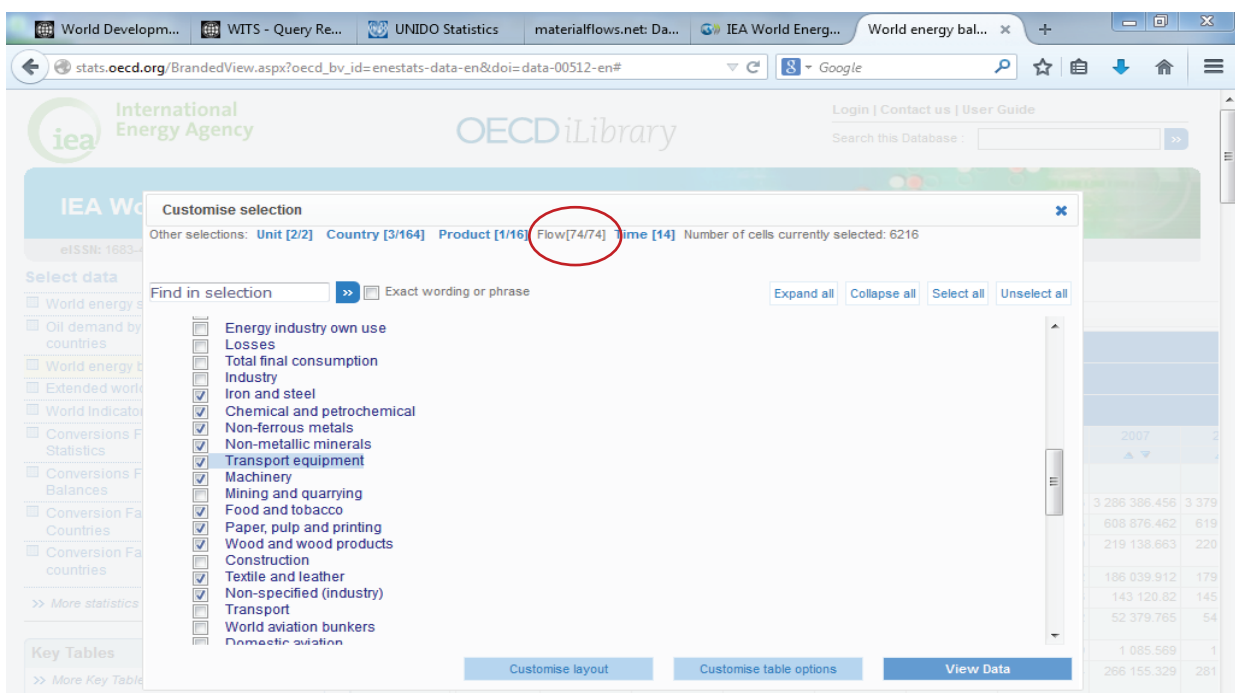 World Developm... WITS - Query Re... UNIDO Statistics materialflows.net: Da... IEA World Energ... World energy bal...
stats.oecd.org/BrandedView.aspx?oecd_bv_id=enestats-data-en&doi=data-00512-en# Google
International
Energy Agency
iea
OECD iLibrary
Login | Contact us | User Guide
Search this Database :
IEA Wo
eISSN: 1683-4
Customise selection
Other selections: Unit [2/2] Country [3/164] Product [1/16] Flow[74/74] Time [14] Number of cells currently selected: 6216
Find in selection Exact wording or phrase Expand all Collapse all Select all Unselect all
Energy industry own use
Losses
Total final consumption
Industry
Iron and steel
Chemical and petrochemical
Non-ferrous metals
Non-metallic minerals
Transport equipment
Machinery
Mining and quarrying
Food and tobacco
Paper, pulp and printing
Wood and wood products
Construction
Textile and leather
Non-specified (industry)
Transport
World aviation bunkers
Domestic aviation
Customise layout Customise table options View Data
Select data
World energy s
Oil demand by
countries
World energy b
Extended world
World Indicator
Conversions F
Statistics
Conversions F
Balances
Conversion Fa
Countries
Conversion Fa
countries
>> More statistics
Key Tables
>> More Key Table
2007 2
3 286 386.456 3 379
608 876.462 619
219 138.663 220
186 039.912 179
143 120.82 145
52 379.765 54
1 085.569 1
266 155.329 281